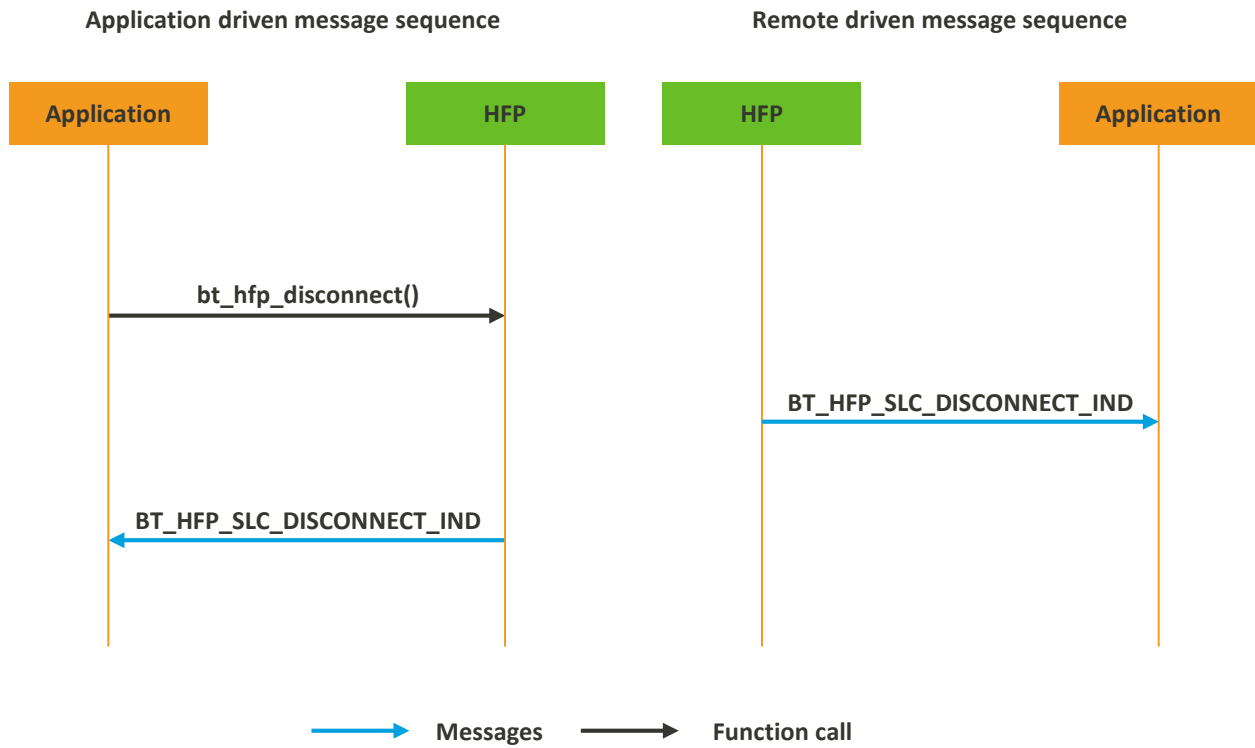 Application driven message sequence
Remote driven message sequence
Application
HFP
HFP
Application
bt_hfp_disconnect()
BT_HFP_SLC_DISCONNECT_IND
BT_HFP_SLC_DISCONNECT_IND
Messages
Function call